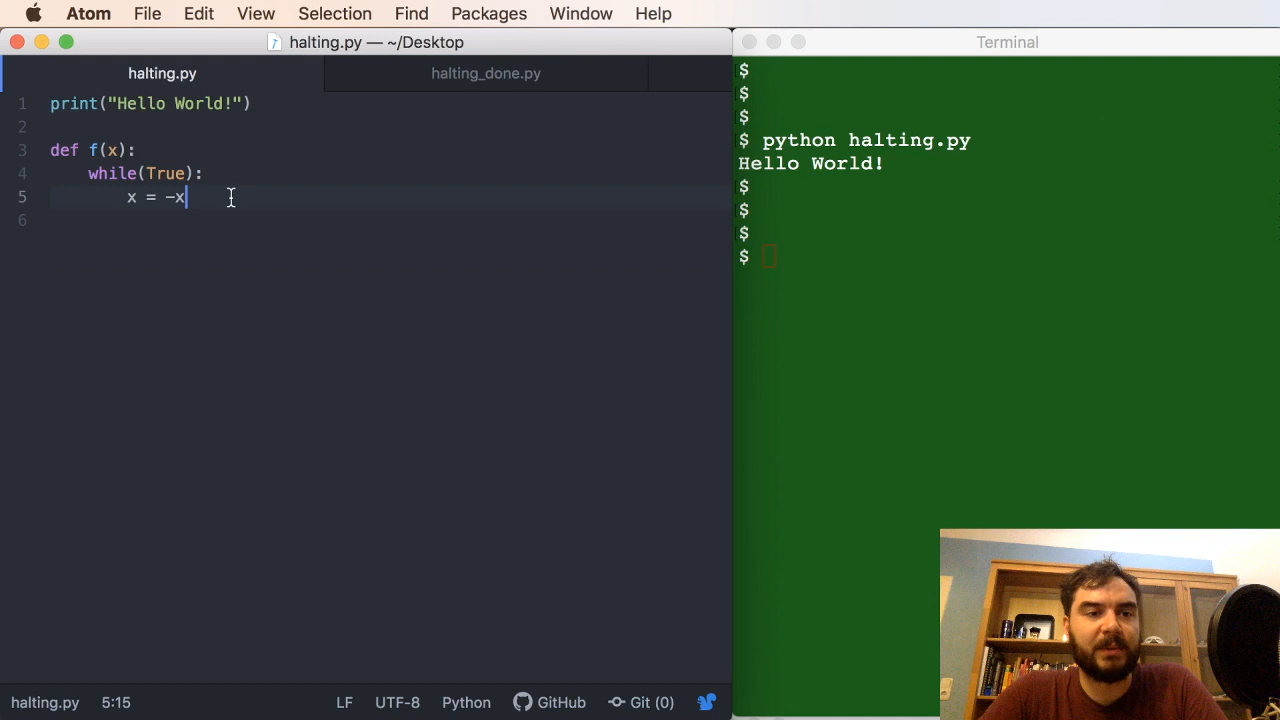 Atom File Edit View Selection Find Packages Window Help
halting.py — ~/Desktop
halting.py halting_done.py
1 print("Hello World!")
2
3 def f(x):
4 while(True):
5 x = -x
6
halting.py 5:15 LF UTF-8 Python GitHub Git (0)
Terminal
$
$
$
$ python halting.py
Hello World!
$
$
$
$